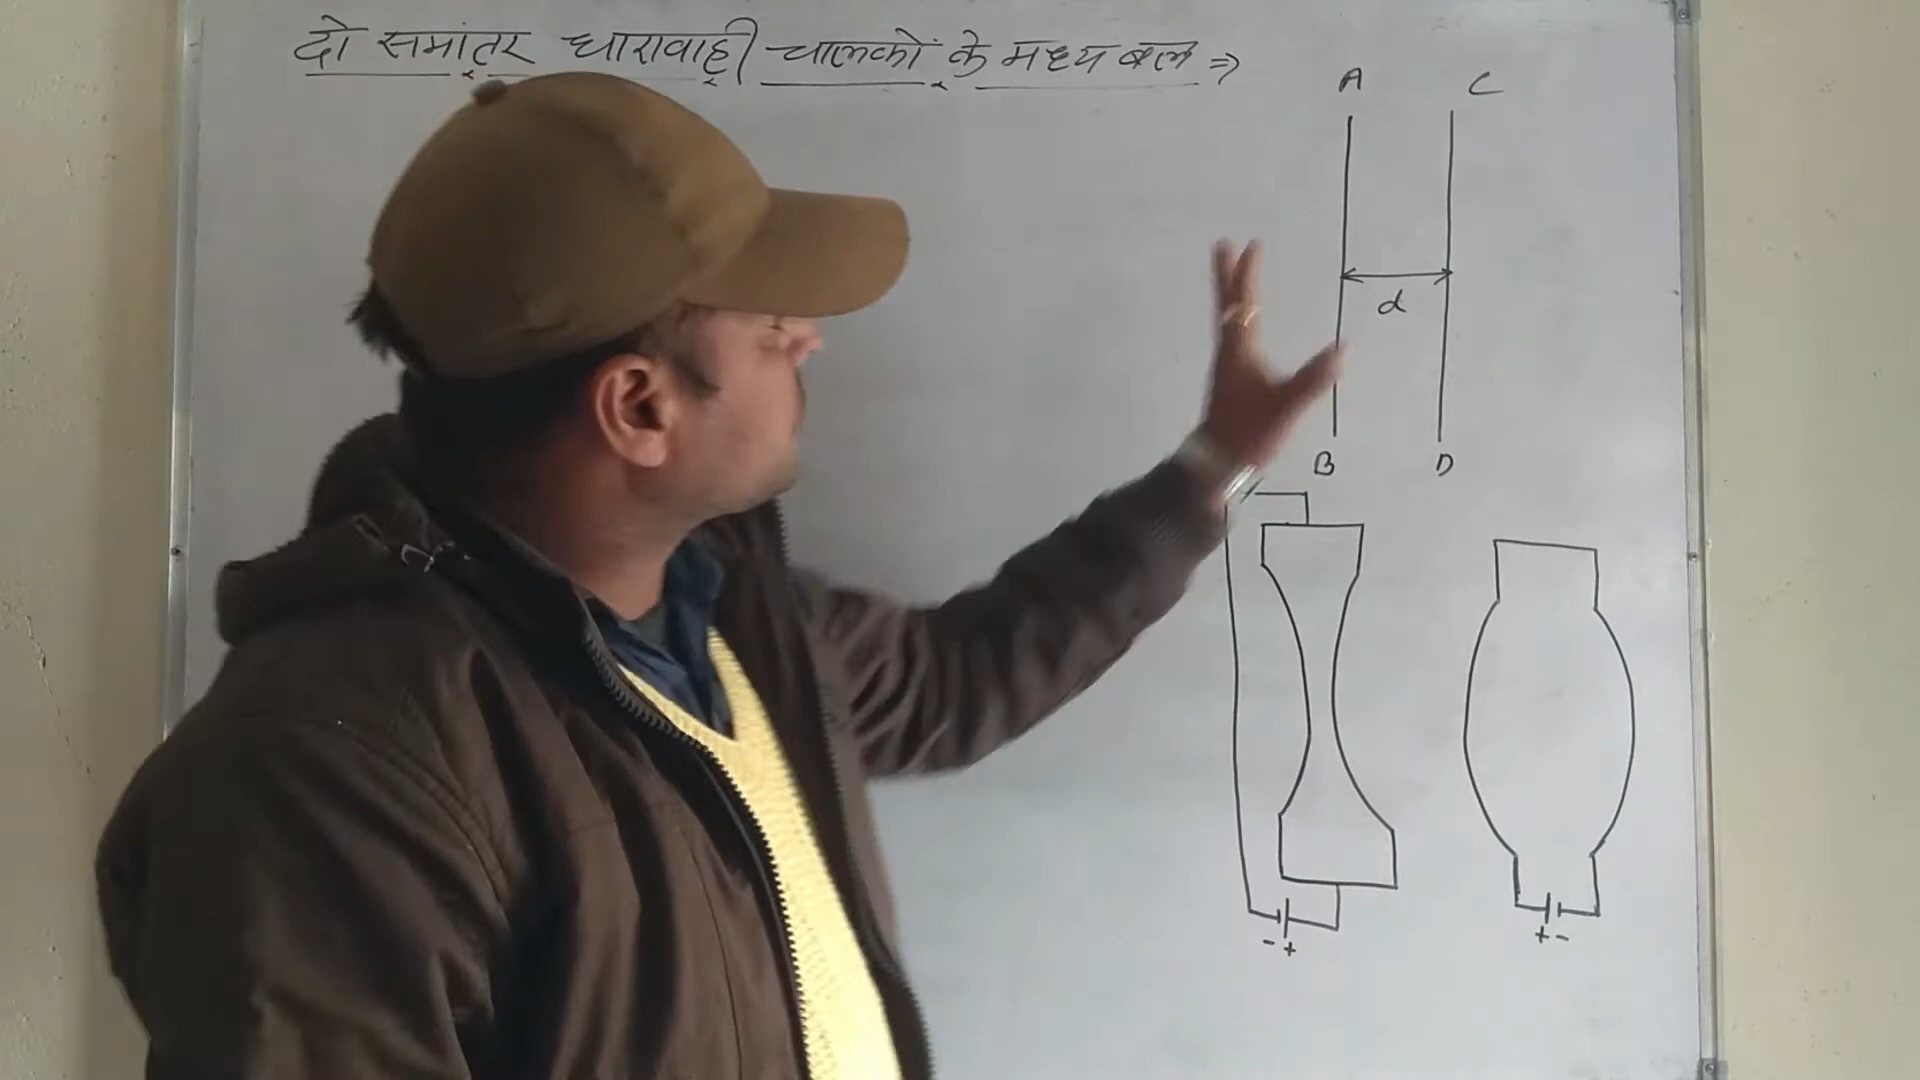 दो समांतर धारावाही चालकों के मध्य बल ⇒
A C
d
B D
- +
+ -